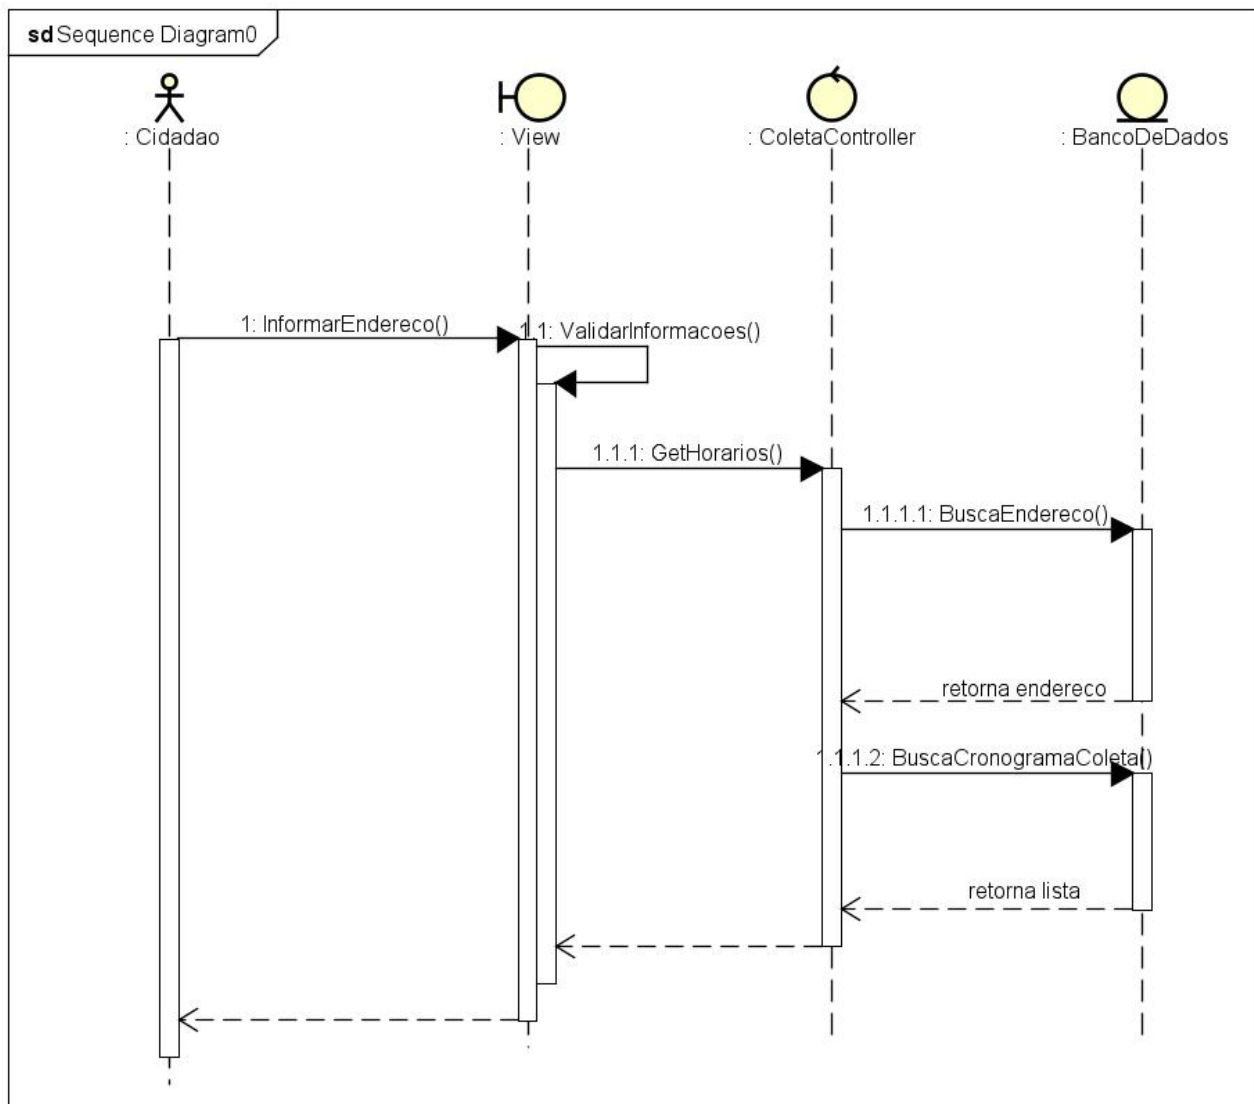 sd Sequence Diagram0
: Cidadao
: View
: ColetaController
: BancoDeDados
1: InformarEndereco()
1.1: ValidarInformacoes()
1.1.1: GetHorarios()
1.1.1.1: BuscaEndereco()
retorna endereco
1.1.1.2: BuscaCronogramaColeta()
retorna lista